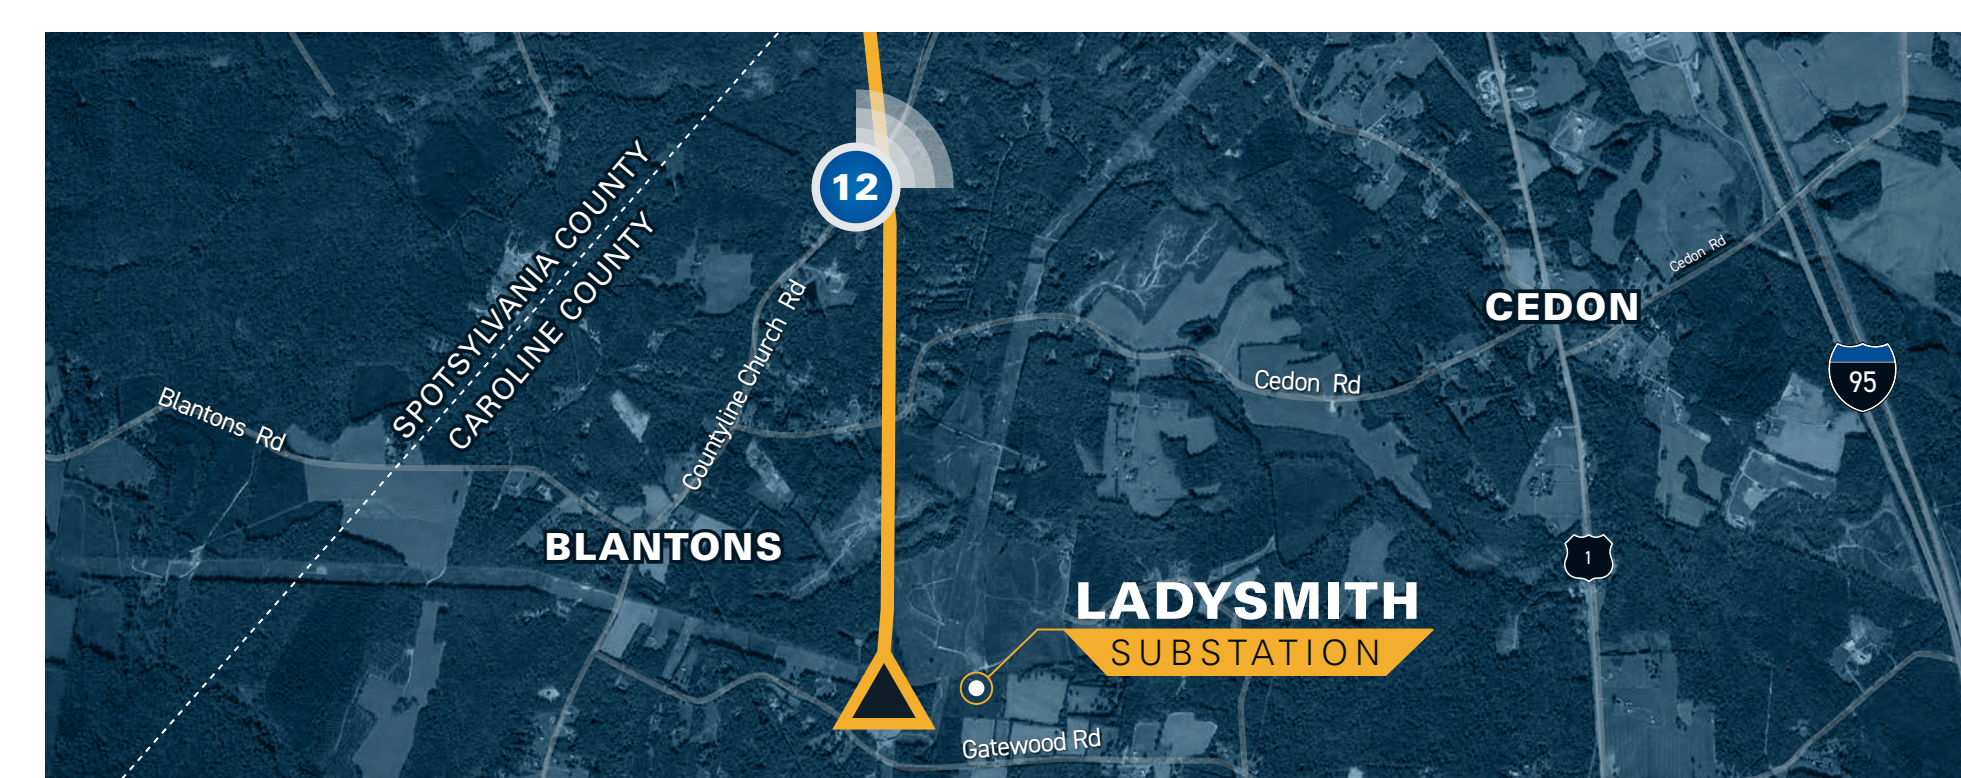 12
SPOTSYLVANIA COUNTY
CAROLINE COUNTY
Cedon Rd
CEDON
Countyline Church Rd
95
Cedon Rd
Blantons Rd
BLANTONS
1
LADYSMITH
SUBSTATION
Gatewood Rd